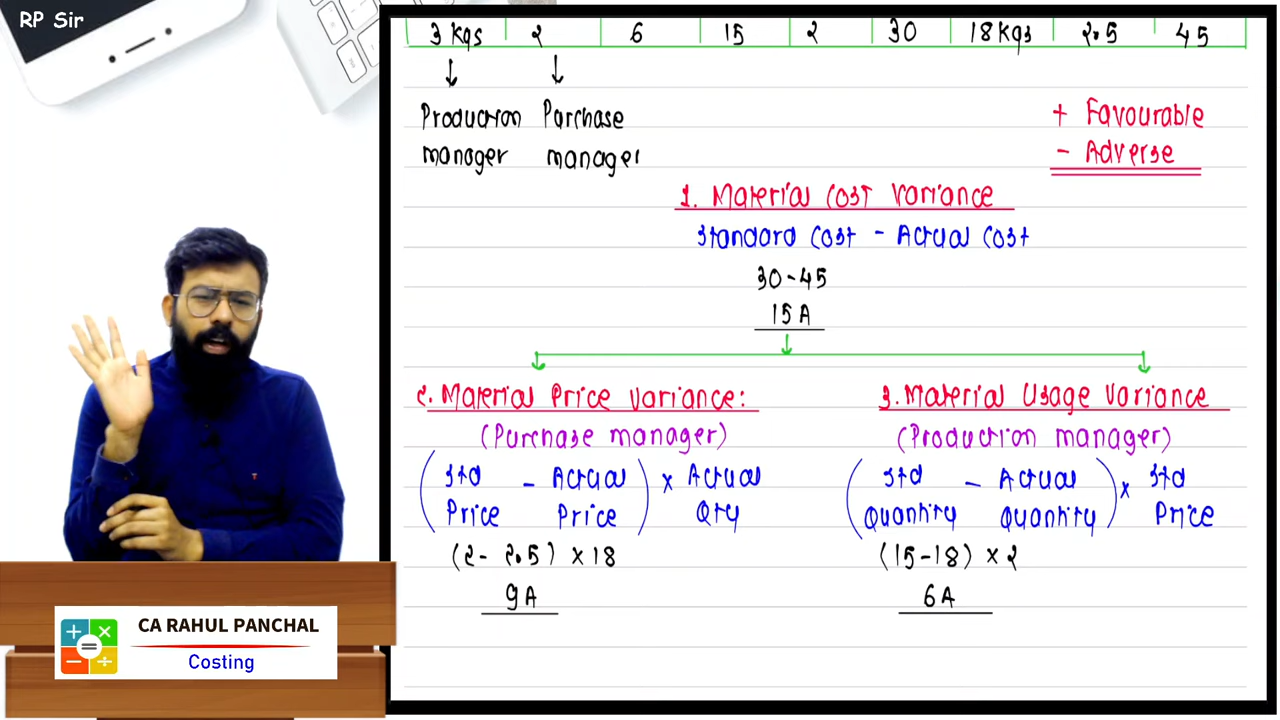 RP Sir
3 kgs 2 6 15 2 30 18 kgs 2.5 45
↓ ↓
Production manager
Purchase manager
+ Favourable
- Adverse
1. Material Cost Variance
Standard Cost - Actual Cost
30-45
15 A
2. Material Price Variance:
(Purchase manager)
(Std Price - Actual Price) × Actual Qty
(2 - 2.5) × 18
9A
3. Material Usage Variance
(Production manager)
(Std Quantity - Actual Quantity) × Std Price
(15-18) × 2
6A
CA RAHUL PANCHAL
Costing